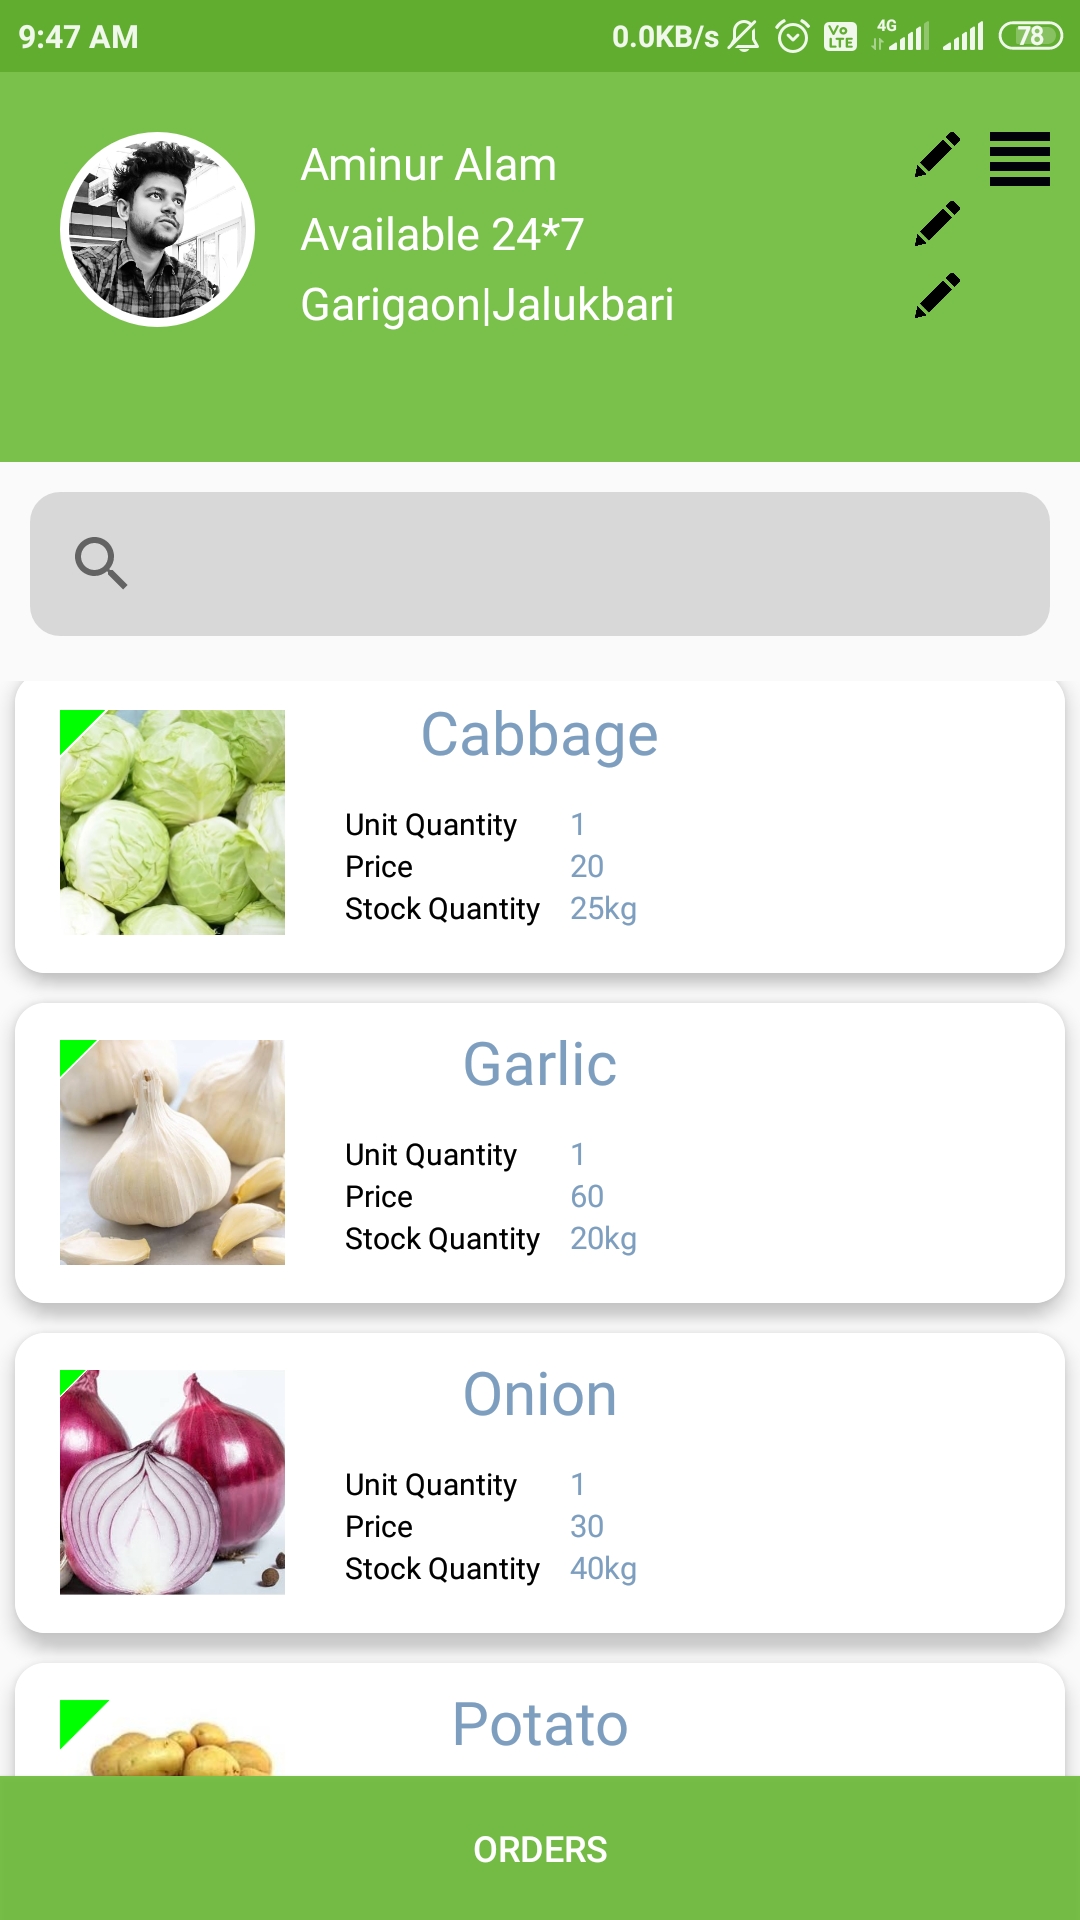 9:47 AM 0.0KB/s Vo LTE 4G 78
Aminur Alam
Available 24*7
Garigaon|Jalukbari
Cabbage
Unit Quantity 1
Price 20
Stock Quantity 25kg
Garlic
Unit Quantity 1
Price 60
Stock Quantity 20kg
Onion
Unit Quantity 1
Price 30
Stock Quantity 40kg
Potato
ORDERS